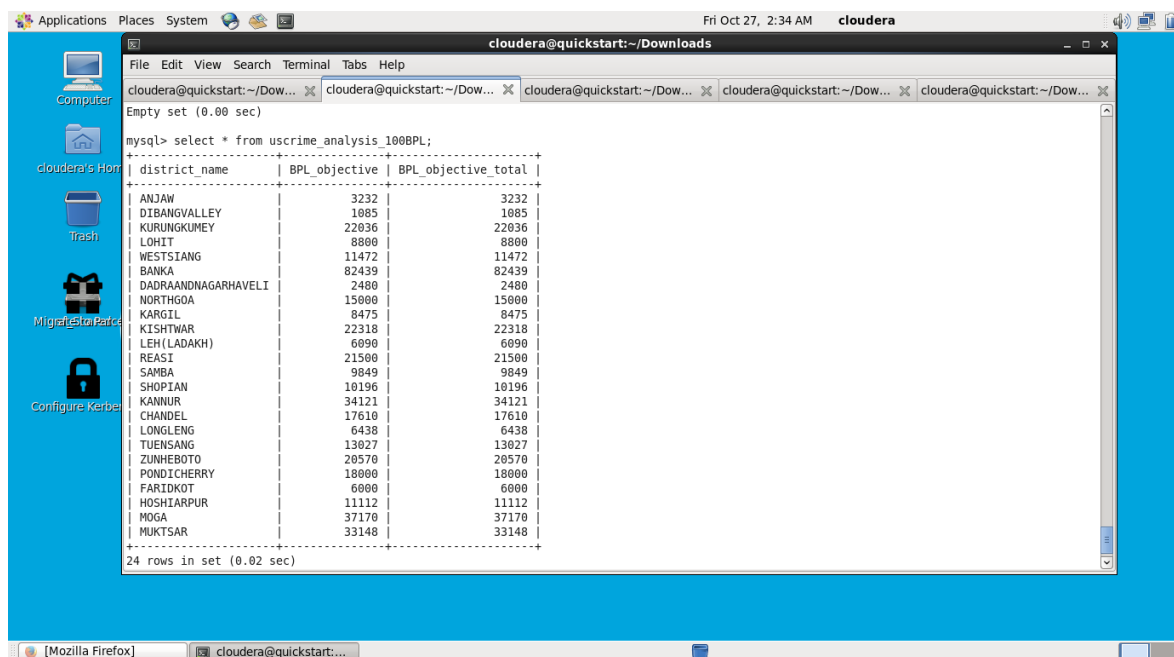 Applications Places System Fri Oct 27, 2:34 AM cloudera
cloudera@quickstart:~/Downloads
File Edit View Search Terminal Tabs Help
cloudera@quickstart:~/Dow... cloudera@quickstart:~/Dow... cloudera@quickstart:~/Dow... cloudera@quickstart:~/Dow... cloudera@quickstart:~/Dow...
Computer
cloudera's Hom
Trash
Configure Kerber
Empty set (0.00 sec)
mysql> select * from uscrime_analysis_100BPL;
+--------------------+---------------+---------------------+
| district_name | BPL_objective | BPL_objective_total |
+--------------------+---------------+---------------------+
| ANJAW | 3232 | 3232 |
| DIBANGVALLEY | 1085 | 1085 |
| KURUNGKUMEY | 22036 | 22036 |
| LOHIT | 8800 | 8800 |
| WESTSIANG | 11472 | 11472 |
| BANKA | 82439 | 82439 |
| DADRAANDNAGARHAVELI | 2480 | 2480 |
| NORTHGOA | 15000 | 15000 |
| KARGIL | 8475 | 8475 |
| KISHTWAR | 22318 | 22318 |
| LEH(LADAKH) | 6090 | 6090 |
| REASI | 21500 | 21500 |
| SAMBA | 9849 | 9849 |
| SHOPIAN | 10196 | 10196 |
| KANNUR | 34121 | 34121 |
| CHANDEL | 17610 | 17610 |
| LONGLENG | 6438 | 6438 |
| TUENSANG | 13027 | 13027 |
| ZUNHEBOTO | 20570 | 20570 |
| PONDICHERRY | 18000 | 18000 |
| FARIDKOT | 6000 | 6000 |
| HOSHIARPUR | 11112 | 11112 |
| MOGA | 37170 | 37170 |
| MUKTSAR | 33148 | 33148 |
+--------------------+---------------+---------------------+
24 rows in set (0.02 sec)
[Mozilla Firefox] cloudera@quickstart:...